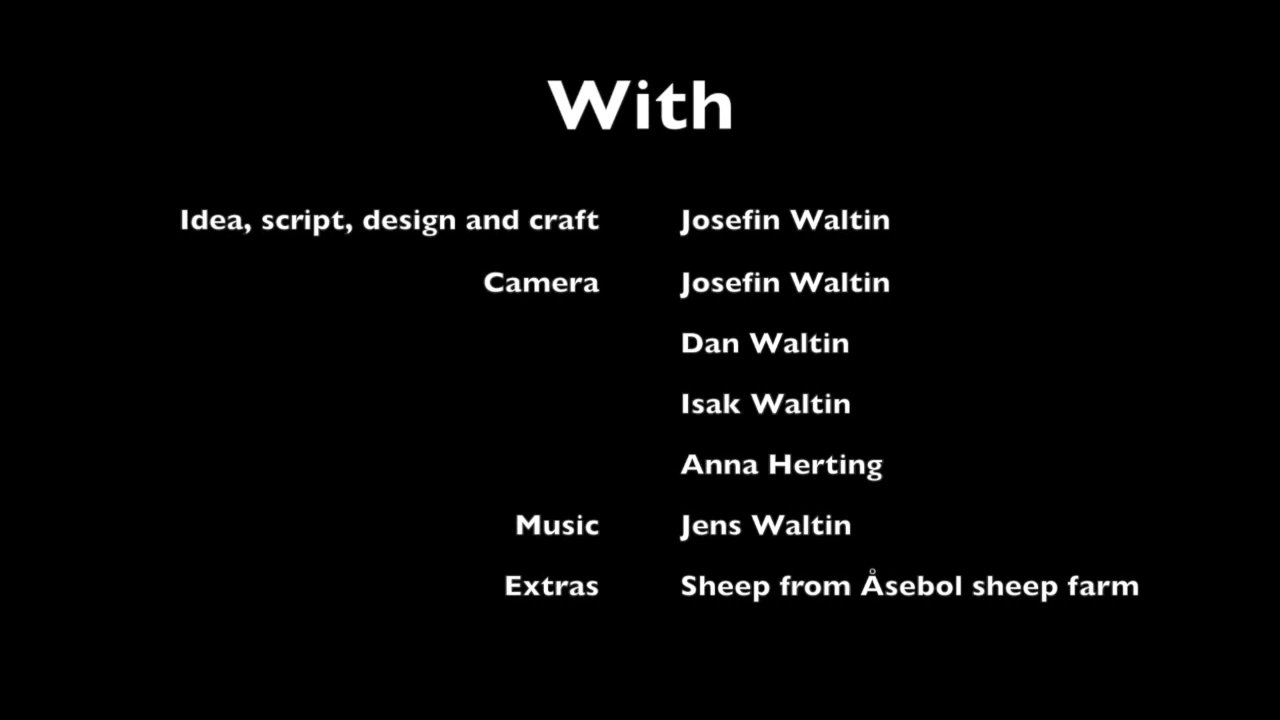 With
Idea, script, design and craft Josefin Waltin
Camera Josefin Waltin
Dan Waltin
Isak Waltin
Anna Herting
Music Jens Waltin
Extras Sheep from Åsebol sheep farm